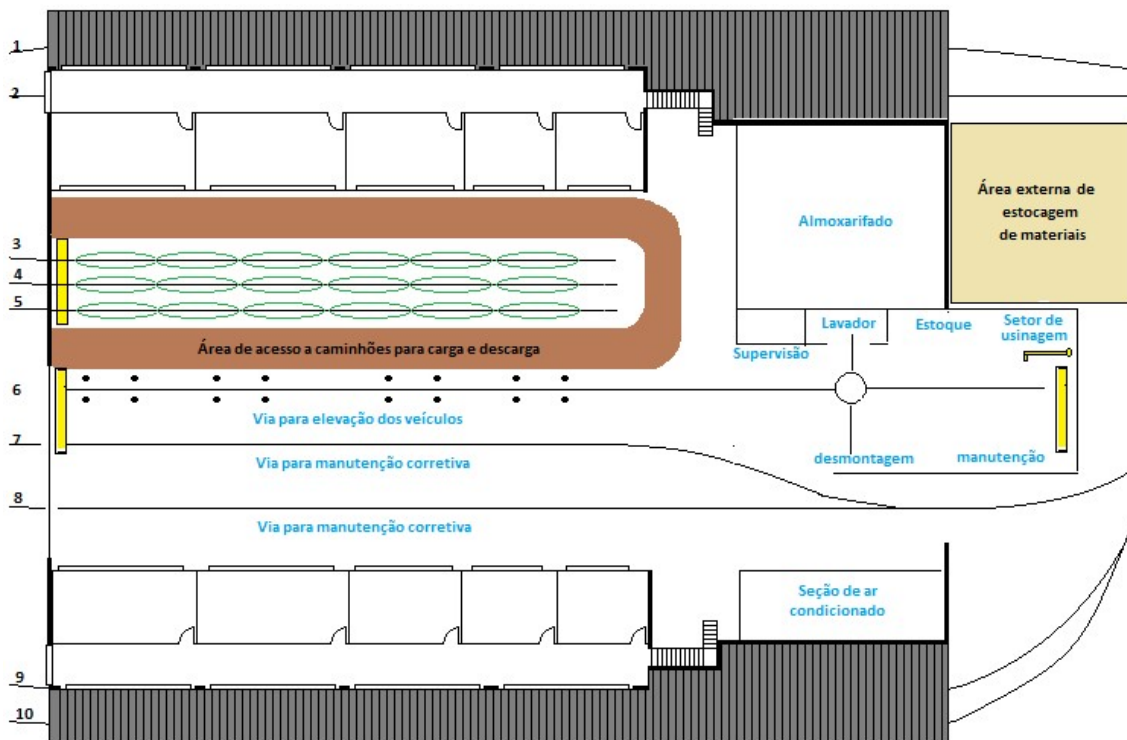 1
2
Área externa de
estocagem
de materiais
Almoxarifado
3
4
5
Lavador
Estoque
Setor de
usinagem
Supervisão
Área de acesso a caminhões para carga e descarga
6
Via para elevação dos veículos
7
Via para manutenção corretiva
desmontagem
manutenção
8
Via para manutenção corretiva
Seção de ar
condicionado
9
10